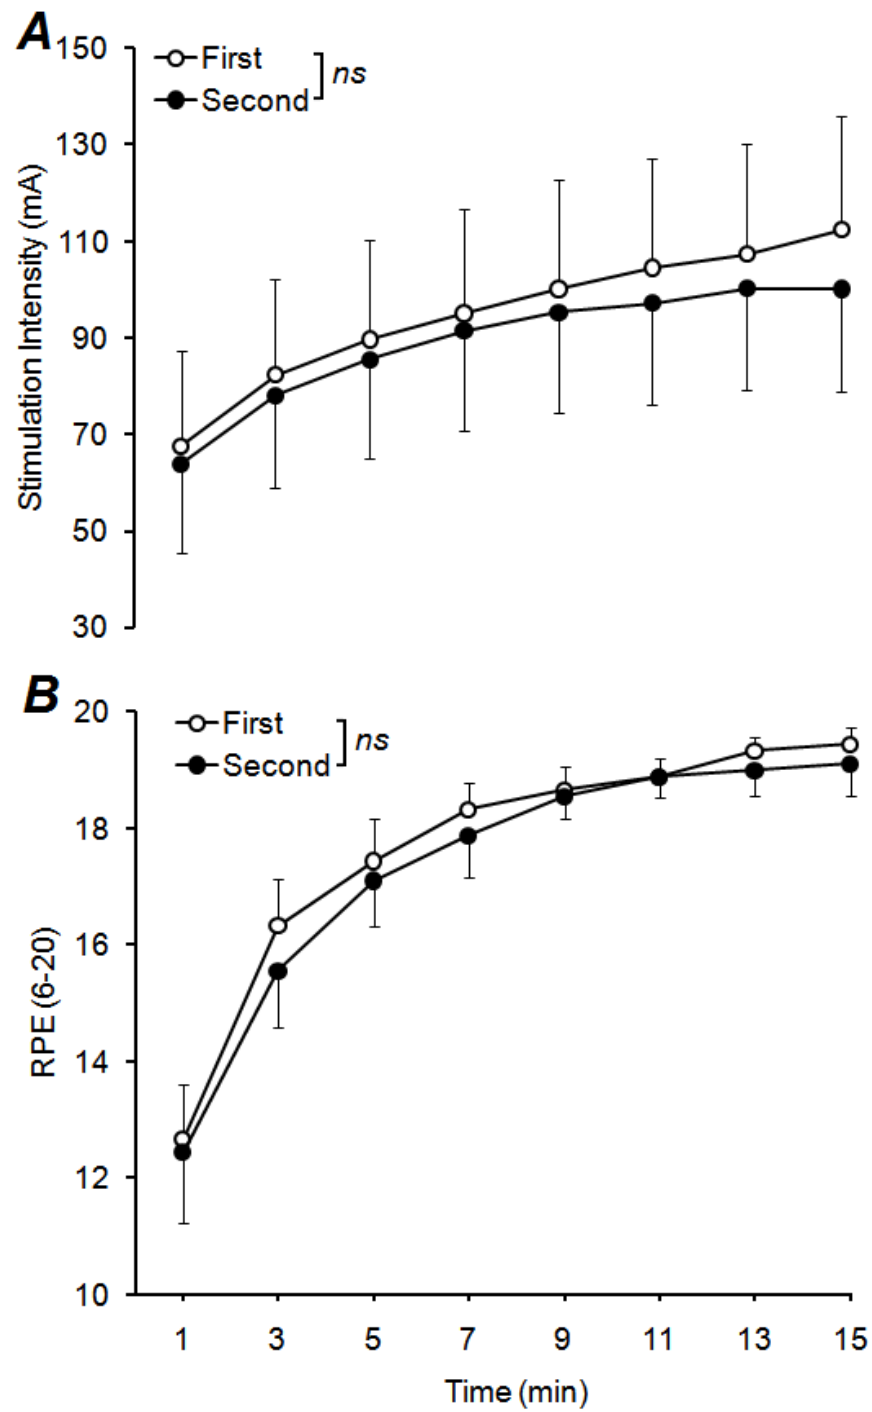 A
150
First
Second
ns
130
110
90
70
50
30
Stimulation Intensity (mA)
B
20
First
Second
ns
18
16
14
12
10
RPE (6-20)
1 3 5 7 9 11 13 15
Time (min)